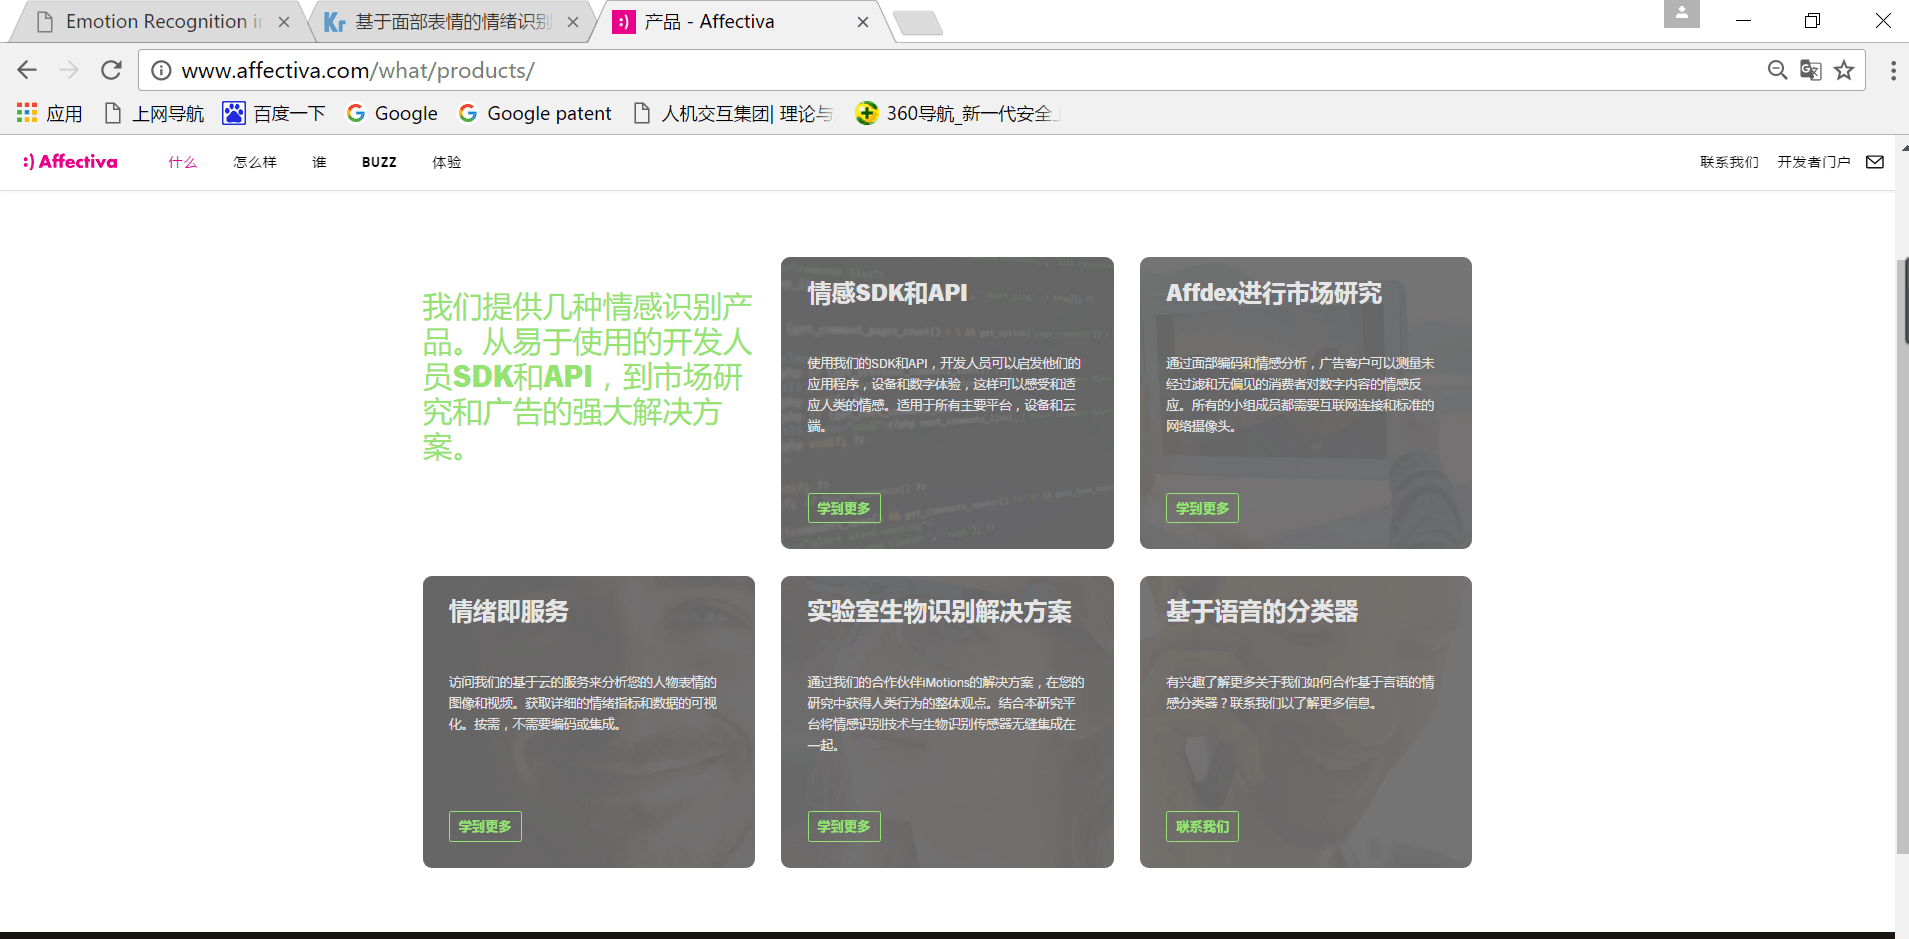 Emotion Recognition i
基于面部表情的情绪识别
产品 - Affectiva
www.affectiva.com/what/products/
应用
上网导航
百度一下
Google
Google patent
人机交互集团| 理论与
360导航_新一代安全上
:) Affectiva
什么
怎么样
谁
BUZZ
体验
联系我们
开发者门户
我们提供几种情感识别产
品。从易于使用的开发人
员SDK和API，到市场研
究和广告的强大解决方
案。
情感SDK和API
使用我们的SDK和API，开发人员可以启发他们的
应用程序，设备和数字体验，这样可以感受和适
应人类的情感。适用于所有主要平台，设备和云
端。
学到更多
Affdex进行市场研究
通过面部编码和情感分析，广告客户可以测量未
经过滤和无偏见的消费者对数字内容的情感反
应。所有的小组成员都需要互联网连接和标准的
网络摄像头。
学到更多
情绪即服务
访问我们的基于云的服务来分析您的人物表情的
图像和视频。获取详细的情绪指标和数据的可视
化。按需，不需要编码或集成。
学到更多
实验室生物识别解决方案
通过我们的合作伙伴iMotions的解决方案，在您的
研究中获得人类行为的整体观点。结合本研究平
台将情感识别技术与生物识别传感器无缝集成在
一起。
学到更多
基于语音的分类器
有兴趣了解更多关于我们如何合作基于言语的情
感分类器？联系我们以了解更多信息。
联系我们